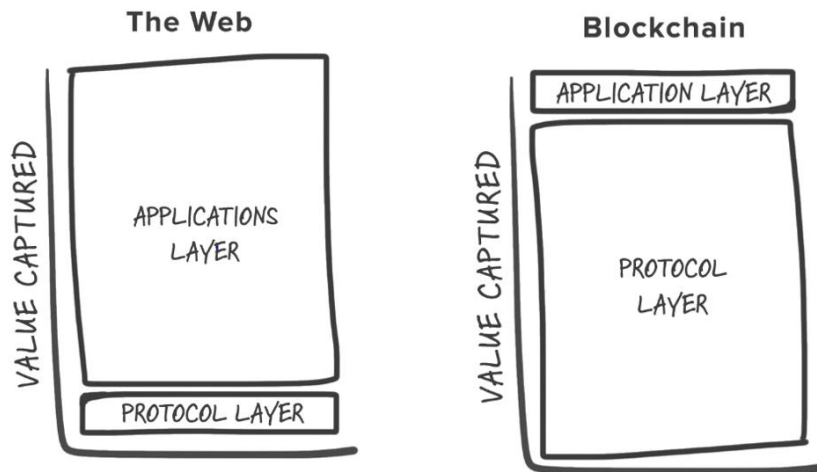 The Web
VALUE CAPTURED
APPLICATIONS
LAYER
PROTOCOL LAYER
Blockchain
VALUE CAPTURED
APPLICATION LAYER
PROTOCOL
LAYER